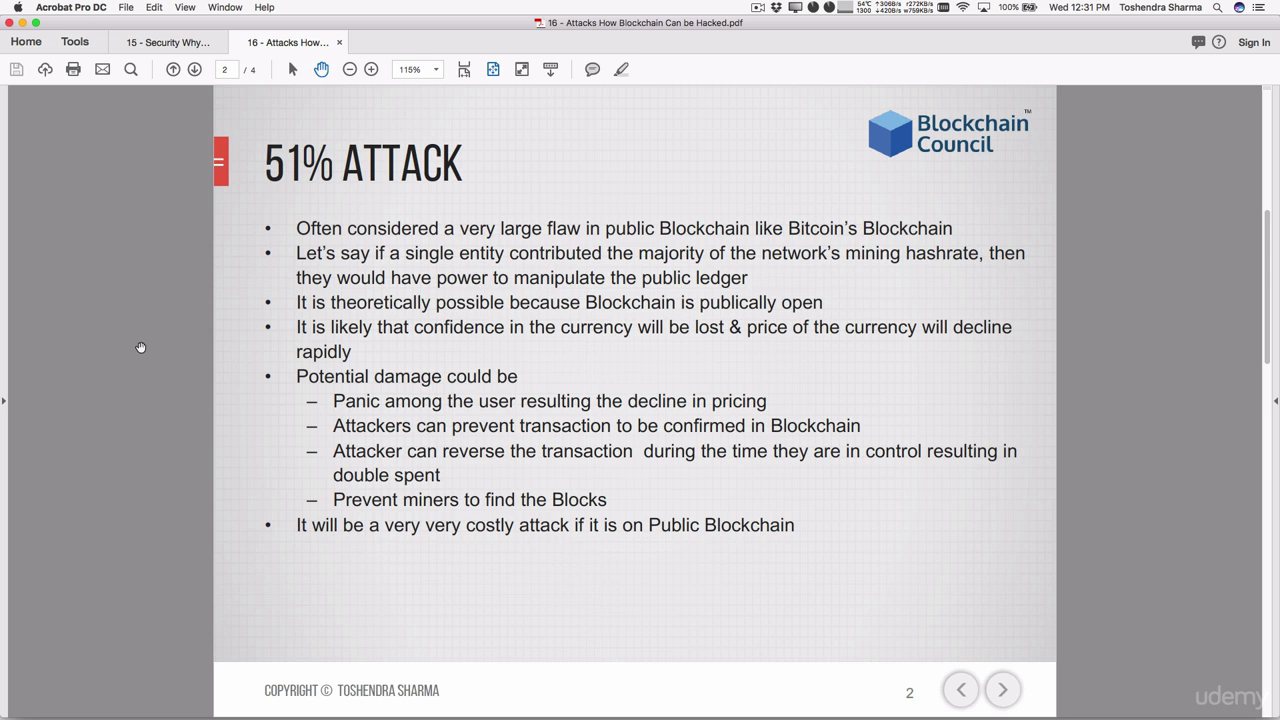 Acrobat Pro DC File Edit View Window Help 54°C ↑306B/s r272KB/s 1300 ↓420B/s w759KB/s 100% Wed 12:31 PM Toshendra Sharma
16 - Attacks How Blockchain Can be Hacked.pdf
Home Tools 15 - Security Why... 16 - Attacks How... × Sign In
2 / 4 115%
Blockchain
Council
TM
51% ATTACK
• Often considered a very large flaw in public Blockchain like Bitcoin's Blockchain
• Let's say if a single entity contributed the majority of the network's mining hashrate, then
they would have power to manipulate the public ledger
• It is theoretically possible because Blockchain is publically open
• It is likely that confidence in the currency will be lost & price of the currency will decline
rapidly
• Potential damage could be
– Panic among the user resulting the decline in pricing
– Attackers can prevent transaction to be confirmed in Blockchain
– Attacker can reverse the transaction during the time they are in control resulting in
double spent
– Prevent miners to find the Blocks
• It will be a very very costly attack if it is on Public Blockchain
COPYRIGHT © TOSHENDRA SHARMA
2
udemy